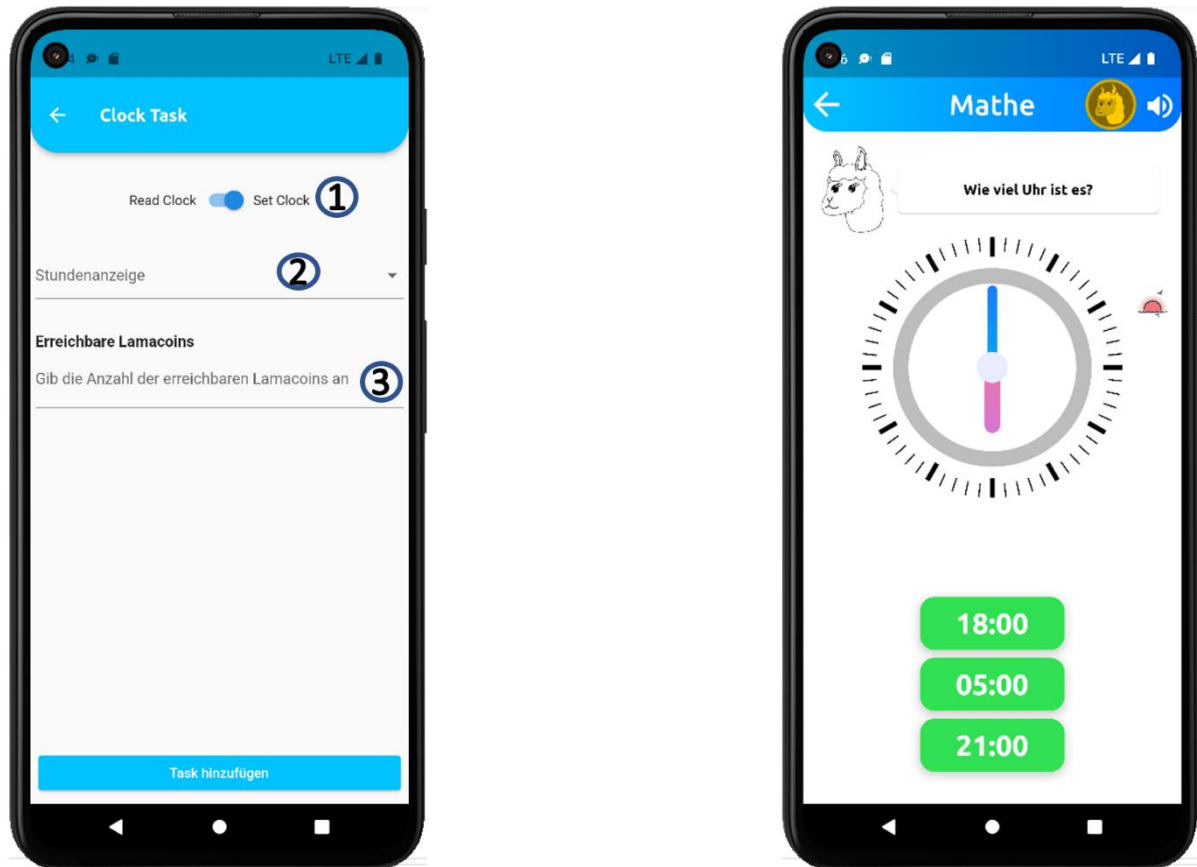 LTE
Clock Task
Read Clock Set Clock 1
Stundenanzeige 2
Erreichbare Lamacoins
Gib die Anzahl der erreichbaren Lamacoins an 3
Task hinzufügen
LTE
Mathe
Wie viel Uhr ist es?
18:00
05:00
21:00